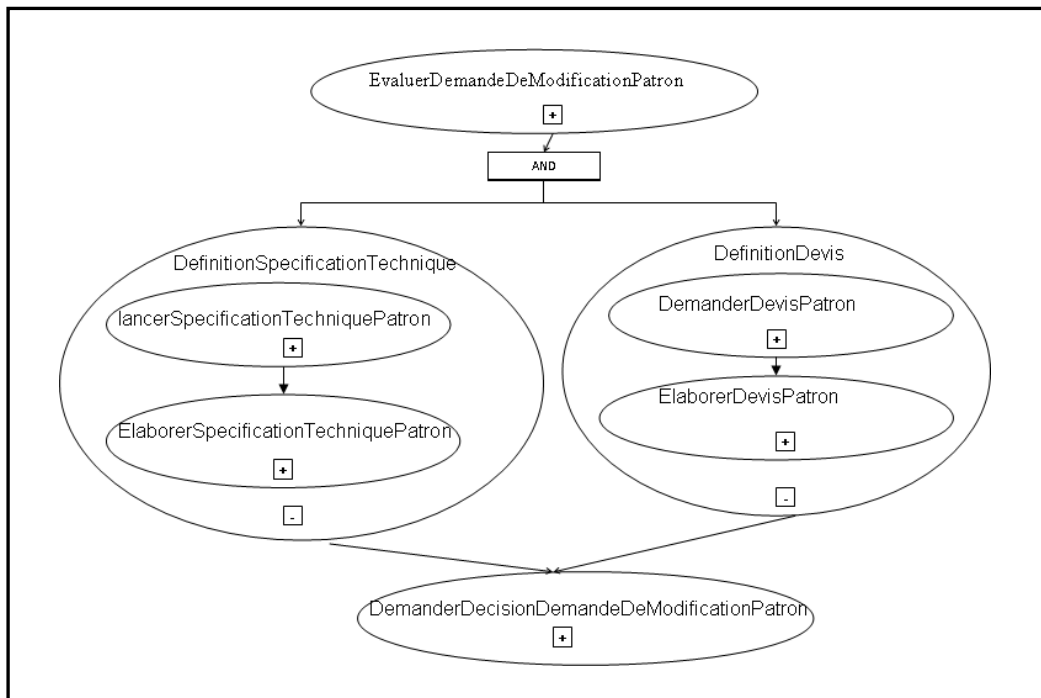 EvaluerDemandeDeModificationPatron
+
AND
DefinitionSpecificationTechnique
lancerSpecificationTechniquePatron
+
ElaborerSpecificationTechniquePatron
+
-
DefinitionDevis
DemanderDevisPatron
+
ElaborerDevisPatron
+
-
DemanderDecisionDemandeDeModificationPatron
+